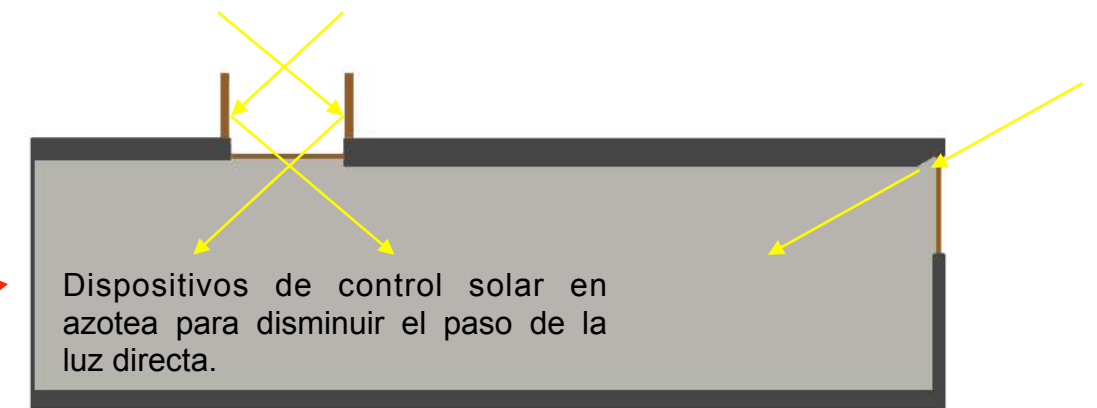 Dispositivos de control solar en
azotea para disminuir el paso de la
luz directa.